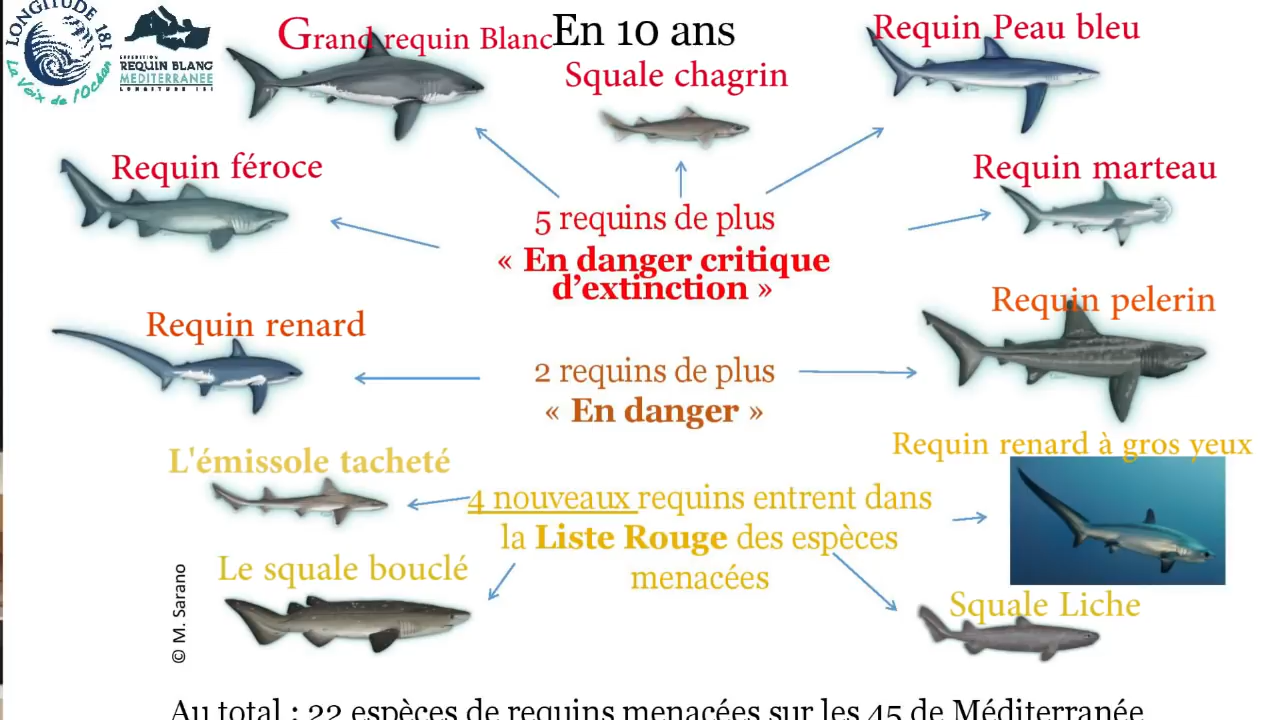 LONGITUDE 181
La Voix de l'Océan
EXPÉDITION
REQUIN BLANC
MÉDITERRANÉE
LONGITUDE 181
Grand requin Blanc
En 10 ans
Squale chagrin
Requin Peau bleu
Requin féroce
Requin marteau
5 requins de plus
« En danger critique
d'extinction »
Requin renard
Requin pelerin
2 requins de plus
« En danger »
L'émissole tacheté
Requin renard à gros yeux
4 nouveaux requins entrent dans
la Liste Rouge des espèces
menacées
Le squale bouclé
Squale Liche
© M. Sarano
Au total : 22 espèces de requins menacées sur les 45 de Méditerranée